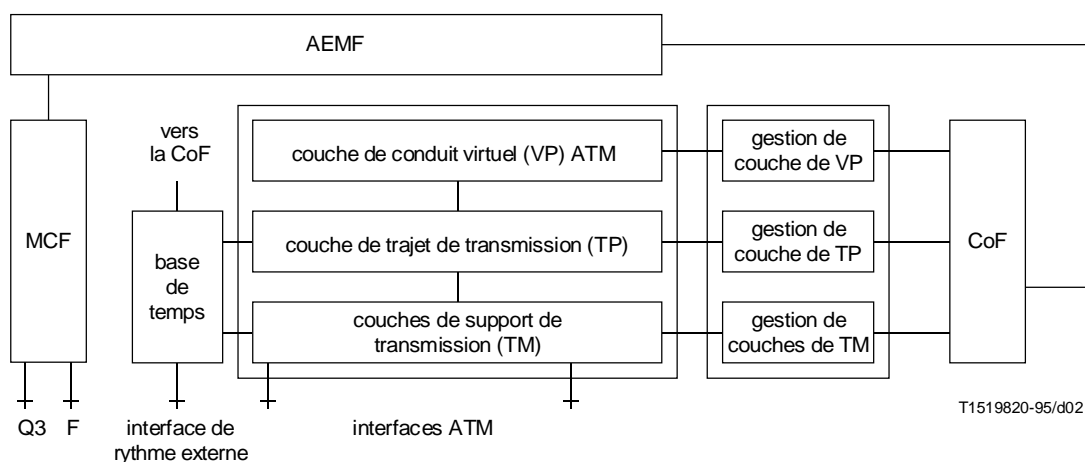 AEMF
vers
la CoF
couche de conduit virtuel (VP) ATM
gestion de
couche de VP
MCF
base
de
temps
couche de trajet de transmission (TP)
gestion de
couche de TP
CoF
couches de support de
transmission (TM)
gestion de
couches de TM
Q3 F
interface de
rythme externe
interfaces ATM
T1519820-95/d02